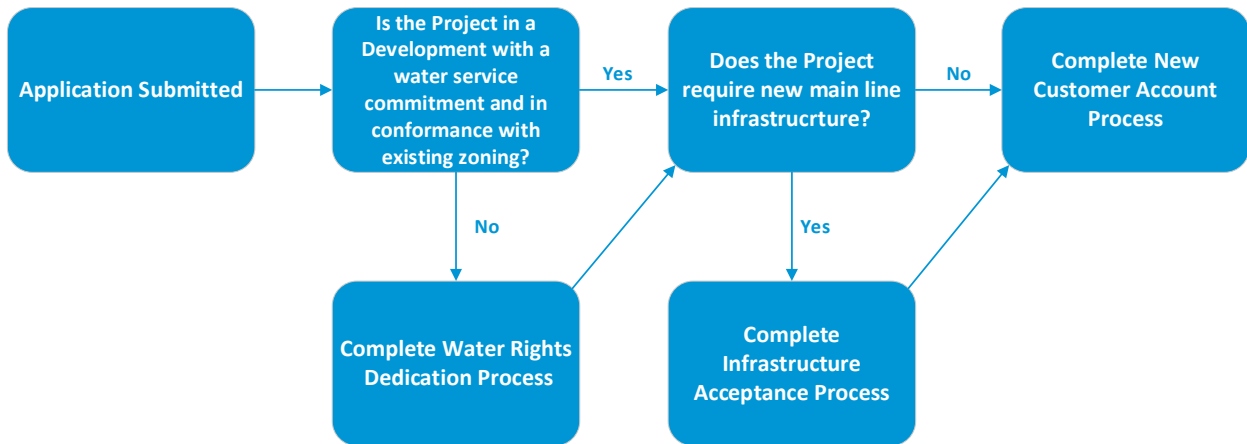 Application Submitted
Is the Project in a
Development with a
water service
commitment and in
conformance with
existing zoning?
Yes
Does the Project
require new main line
infrastrucrture?
No
Complete New
Customer Account
Process
No
Yes
Complete Water Rights
Dedication Process
Complete
Infrastructure
Acceptance Process